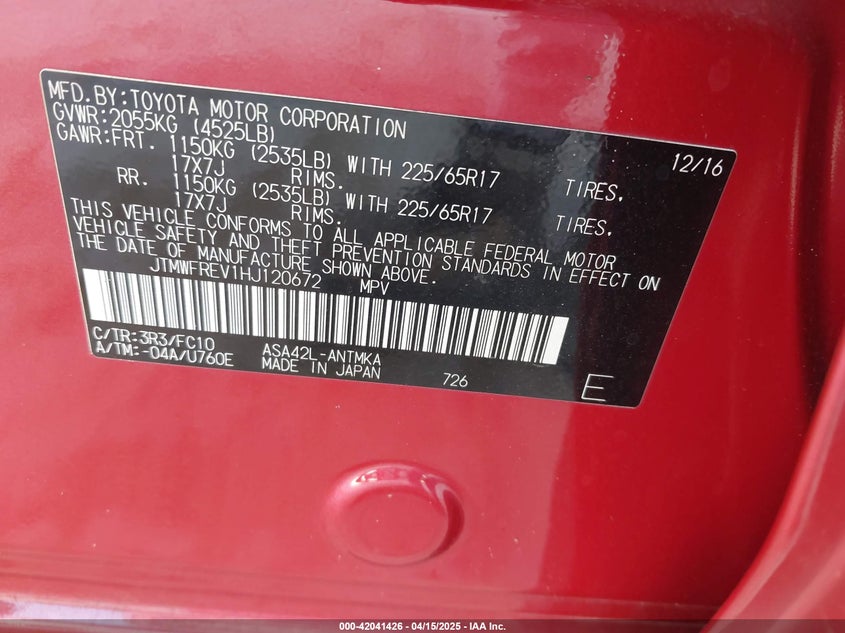 MFD.BY:TOYOTA MOTOR CORPORATION 12/16
GVWR:2055KG (4525LB)
GAWR:FRT. 1150KG (2535LB) WITH 225/65R17 TIRES,
17X7J RIMS.
RR. 1150KG (2535LB) WITH 225/65R17 TIRES,
17X7J RIMS.
THIS VEHICLE CONFORMS TO ALL APPLICABLE FEDERAL MOTOR
VEHICLE SAFETY AND THEFT PREVENTION STANDARDS IN EFFECT ON
THE DATE OF MANUFACTURE SHOWN ABOVE.
JTMWFREV1HJ120672 MPV
C/TR:3R3/FC10 ASA42L-ANTMKA
A/TM:-04A/U760E MADE IN JAPAN 726 E
000-42041426 - 04/15/2025 - IAA Inc.